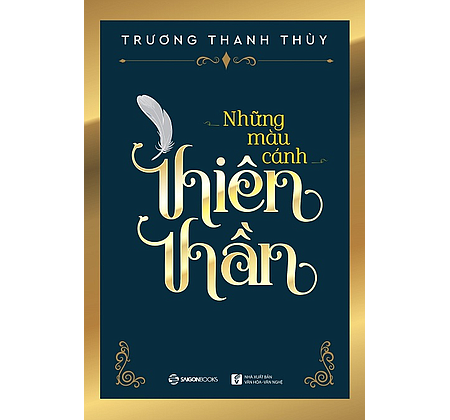 TRƯƠNG THANH THÙY
Những
màu
cánh
thiên
thần
SAIGONBOOKS
NHÀ XUẤT BẢN
VĂN HÓA - VĂN NGHỆ